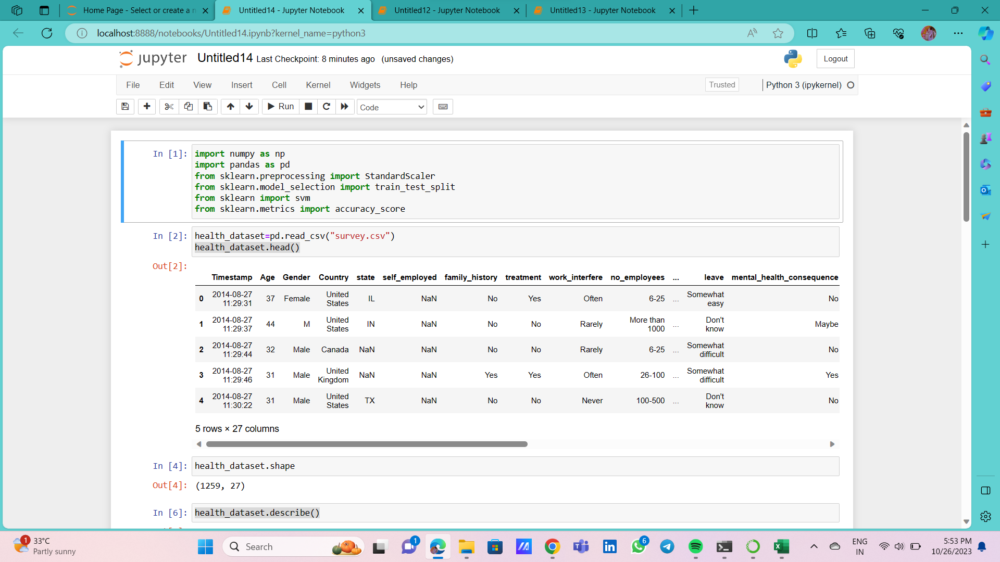 Home Page - Select or create a n
Untitled14 - Jupyter Notebook
Untitled12 - Jupyter Notebook
Untitled13 - Jupyter Notebook
localhost:8888/notebooks/Untitled14.ipynb?kernel_name=python3
jupyter Untitled14 Last Checkpoint: 8 minutes ago (unsaved changes)
Logout
File Edit View Insert Cell Kernel Widgets Help
Trusted
Python 3 (ipykernel)
Run
Code
In [1]: import numpy as np
import pandas as pd
from sklearn.preprocessing import StandardScaler
from sklearn.model_selection import train_test_split
from sklearn import svm
from sklearn.metrics import accuracy_score
In [2]: health_dataset=pd.read_csv("survey.csv")
health_dataset.head()
Out[2]:
Timestamp Age Gender Country state self_employed family_history treatment work_interfere no_employees ... leave mental_health_consequence
0 2014-08-27 11:29:31 37 Female United States IL NaN No Yes Often 6-25 ... Somewhat easy No
1 2014-08-27 11:29:37 44 M United States IN NaN No No Rarely More than 1000 ... Don't know Maybe
2 2014-08-27 11:29:44 32 Male Canada NaN NaN No No Rarely 6-25 ... Somewhat difficult No
3 2014-08-27 11:29:46 31 Male United Kingdom NaN NaN Yes Yes Often 26-100 ... Somewhat difficult Yes
4 2014-08-27 11:30:22 31 Male United States TX NaN No No Never 100-500 ... Don't know No
5 rows × 27 columns
In [4]: health_dataset.shape
Out[4]: (1259, 27)
In [6]: health_dataset.describe()
1
33°C
Partly sunny
Search
1
6
ENG
IN
5:53 PM
10/26/2023